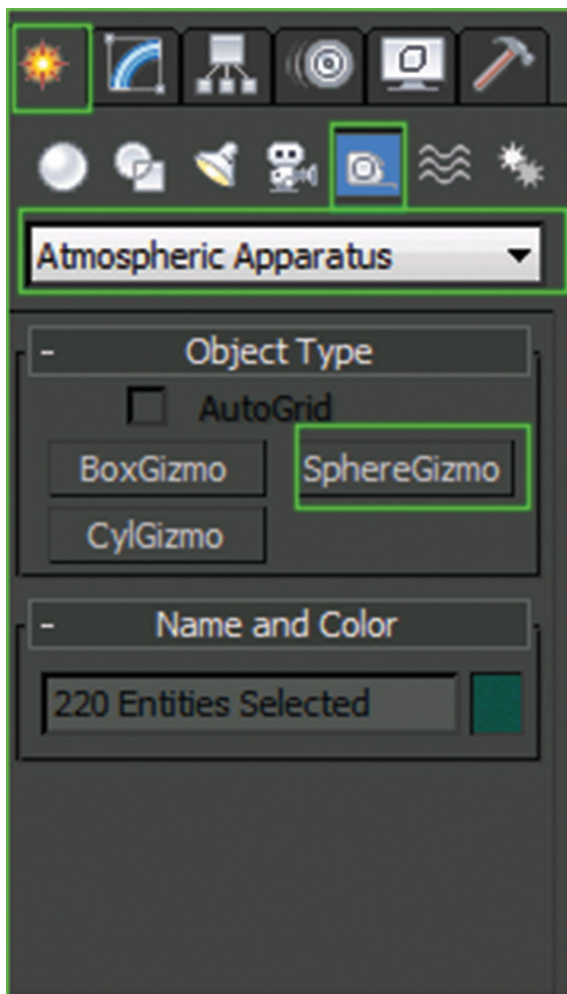 Atmospheric Apparatus
- Object Type
AutoGrid
BoxGizmo SphereGizmo
CylGizmo
- Name and Color
220 Entities Selected